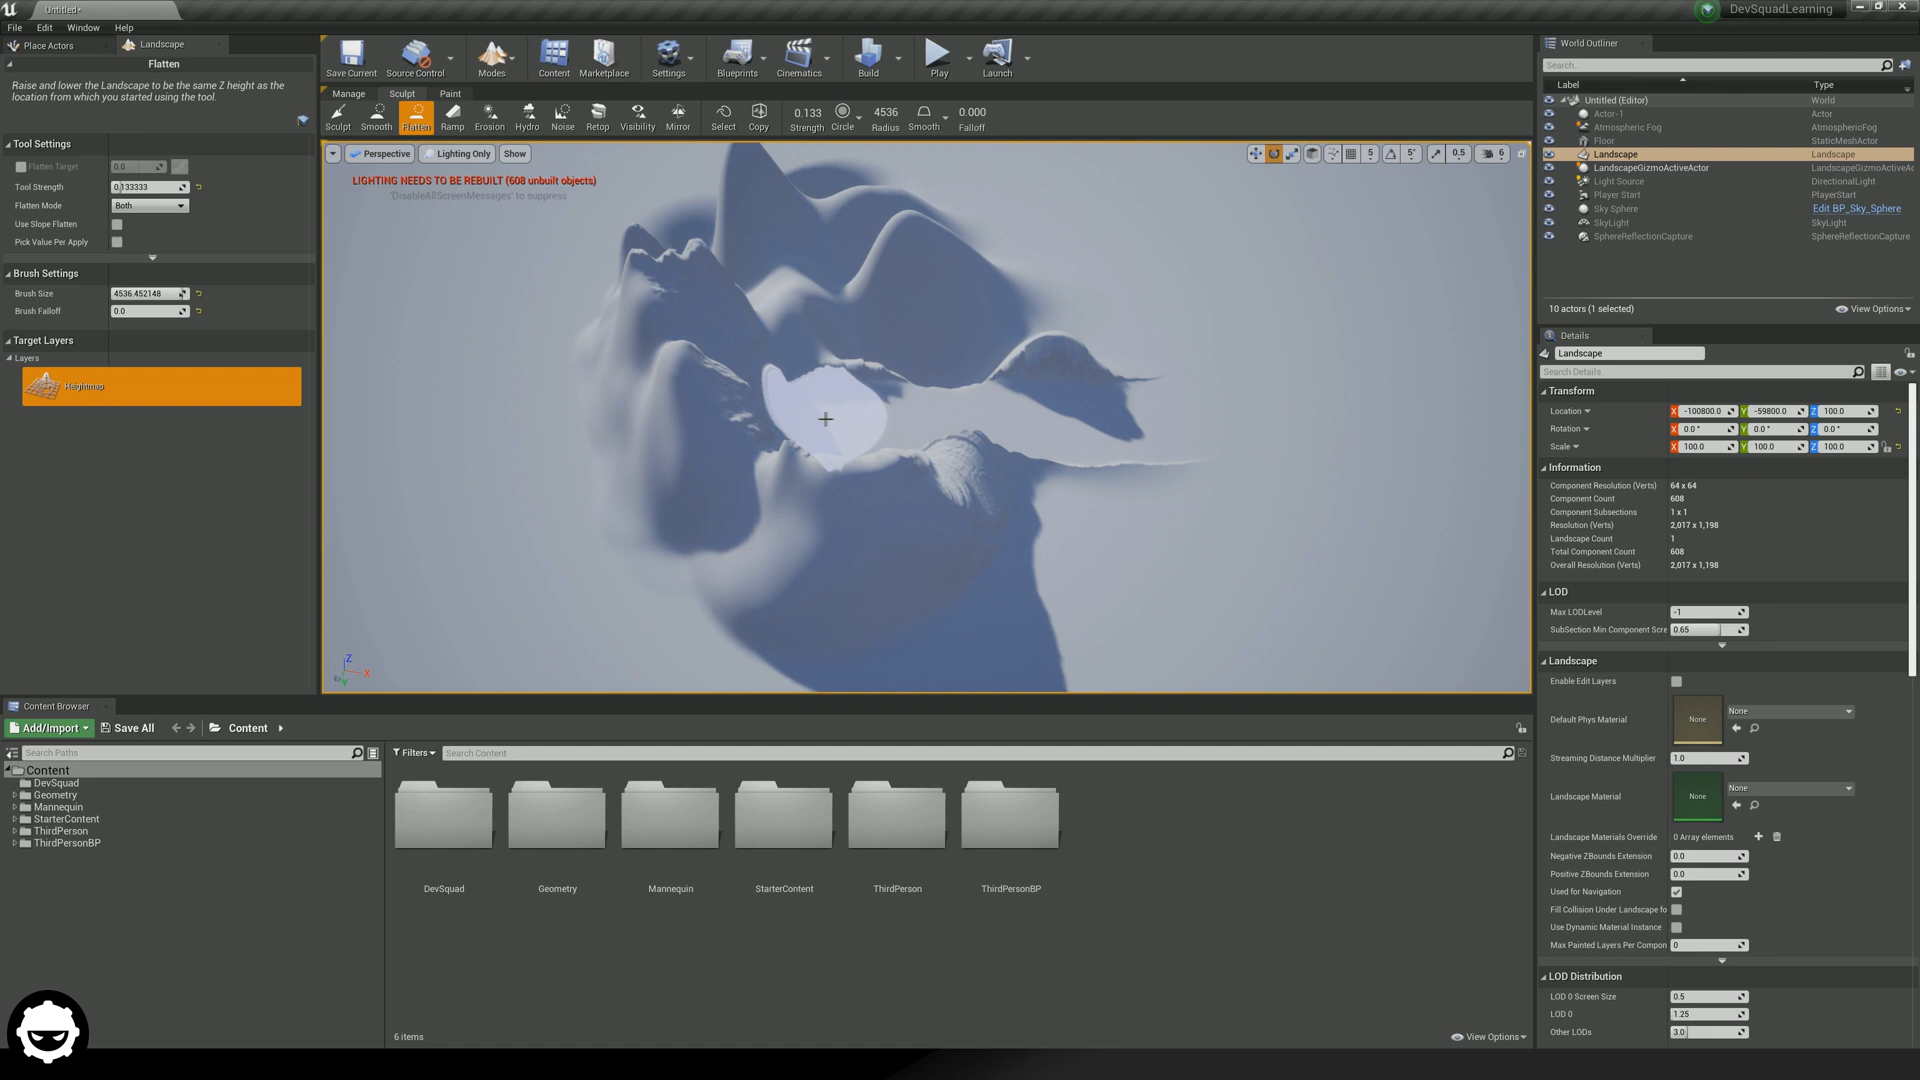 Untitled•
DevSquadLearning
File Edit Window Help
Place Actors Landscape
Flatten
Raise and lower the Landscape to be the same Z height as the
location from which you started using the tool.
Tool Settings
Flatten Target 0.0
Tool Strength 0.133333
Flatten Mode Both
Use Slope Flatten
Pick Value Per Apply
Brush Settings
Brush Size 4536.452148
Brush Falloff 0.0
Target Layers
Layers
Heightmap
Save Current Source Control Modes Content Marketplace Settings Blueprints Cinematics Build Play Launch
Manage Sculpt Paint
Sculpt Smooth Flatten Ramp Erosion Hydro Noise Retop Visibility Mirror Select Copy
0.133 Strength Circle 4536 Radius Smooth 0.000 Falloff
Perspective Lighting Only Show
5 5° 0.5 6
LIGHTING NEEDS TO BE REBUILT (608 unbuilt objects)
'DisableAllScreenMessages' to suppress
Z
X
Y
World Outliner
Search...
Label Type
Untitled (Editor) World
Actor-1 Actor
Atmospheric Fog AtmosphericFog
Floor StaticMeshActor
Landscape Landscape
LandscapeGizmoActiveActor LandscapeGizmoActiveAc
Light Source DirectionalLight
Player Start PlayerStart
Sky Sphere Edit BP_Sky_Sphere
SkyLight SkyLight
SphereReflectionCapture SphereReflectionCapture
10 actors (1 selected) View Options
Details
Landscape
Search Details
Transform
Location X -100800.0 Y -59800.0 Z 100.0
Rotation X 0.0 ° Y 0.0 ° Z 0.0 °
Scale X 100.0 Y 100.0 Z 100.0
Information
Component Resolution (Verts) 64 x 64
Component Count 608
Component Subsections 1 x 1
Resolution (Verts) 2,017 x 1,198
Landscape Count 1
Total Component Count 608
Overall Resolution (Verts) 2,017 x 1,198
LOD
Max LODLevel -1
SubSection Min Component Scre 0.65
Landscape
Enable Edit Layers
Default Phys Material None None
Streaming Distance Multiplier 1.0
Landscape Material None None
Landscape Materials Override 0 Array elements
Negative ZBounds Extension 0.0
Positive ZBounds Extension 0.0
Used for Navigation
Fill Collision Under Landscape fo
Use Dynamic Material Instance
Max Painted Layers Per Compon 0
LOD Distribution
LOD 0 Screen Size 0.5
LOD 0 1.25
Other LODs 3.0
Content Browser
Add/Import Save All Content
Search Paths
Filters Search Content
Content
DevSquad
Geometry
Mannequin
StarterContent
ThirdPerson
ThirdPersonBP
DevSquad Geometry Mannequin StarterContent ThirdPerson ThirdPersonBP
6 items View Options